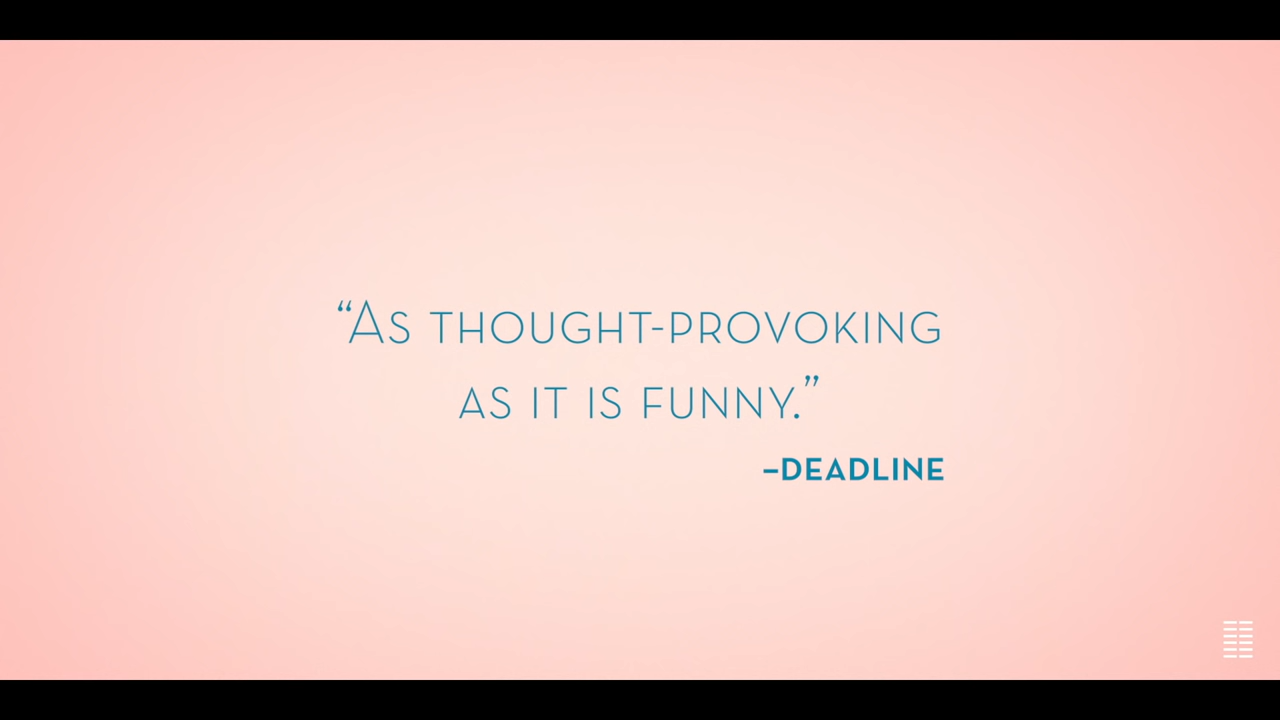 “As thought-provoking
as it is funny.”
–DEADLINE